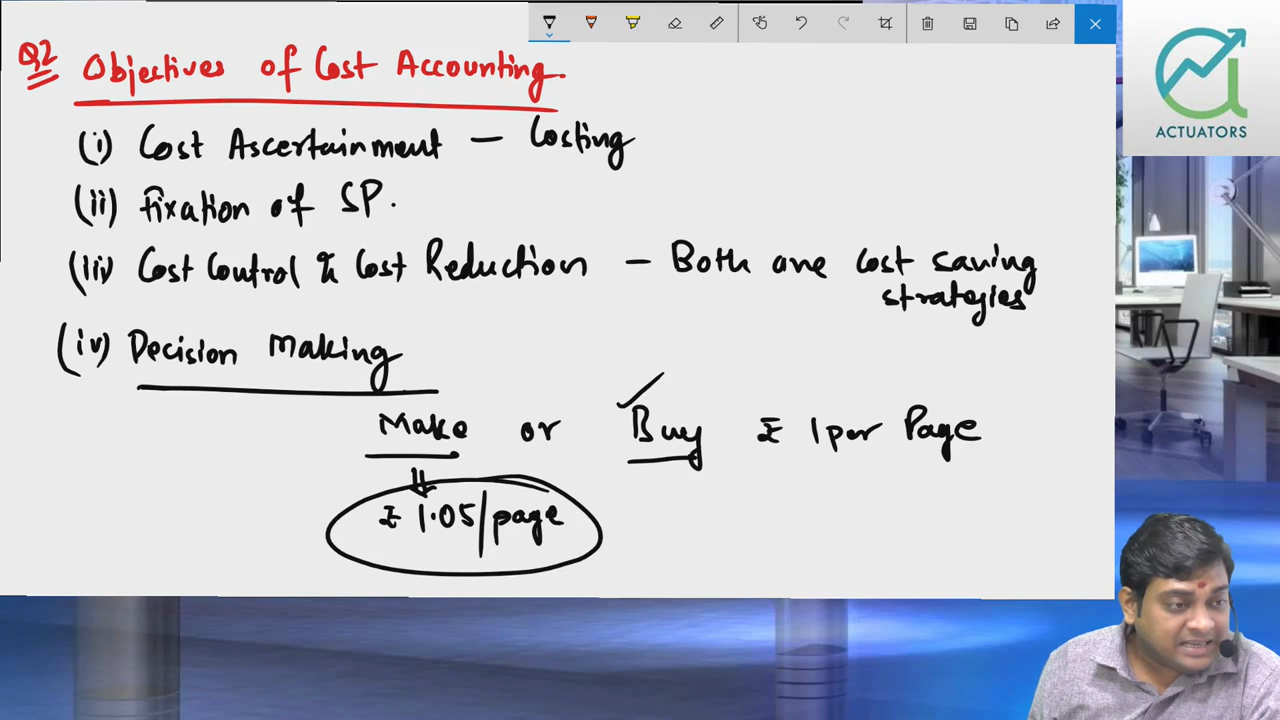 Q2 Objectives of Cost Accounting
(i) Cost Ascertainment – Costing
(ii) Fixation of SP.
(iii) Cost Control & Cost Reduction – Both are cost saving
strategies
(iv) Decision Making
Make or Buy ₹ 1 per Page
₹ 1.05/page
ACTUATORS